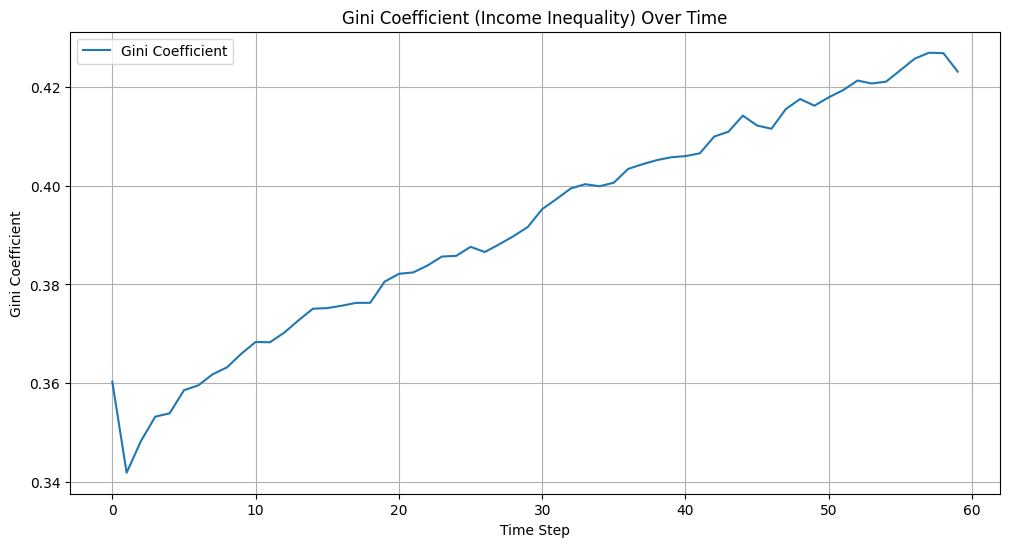 Gini Coefficient (Income Inequality) Over Time
Gini Coefficient
0.42
0.40
0.38
0.36
0.34
Gini Coefficient
0 10 20 30 40 50 60
Time Step